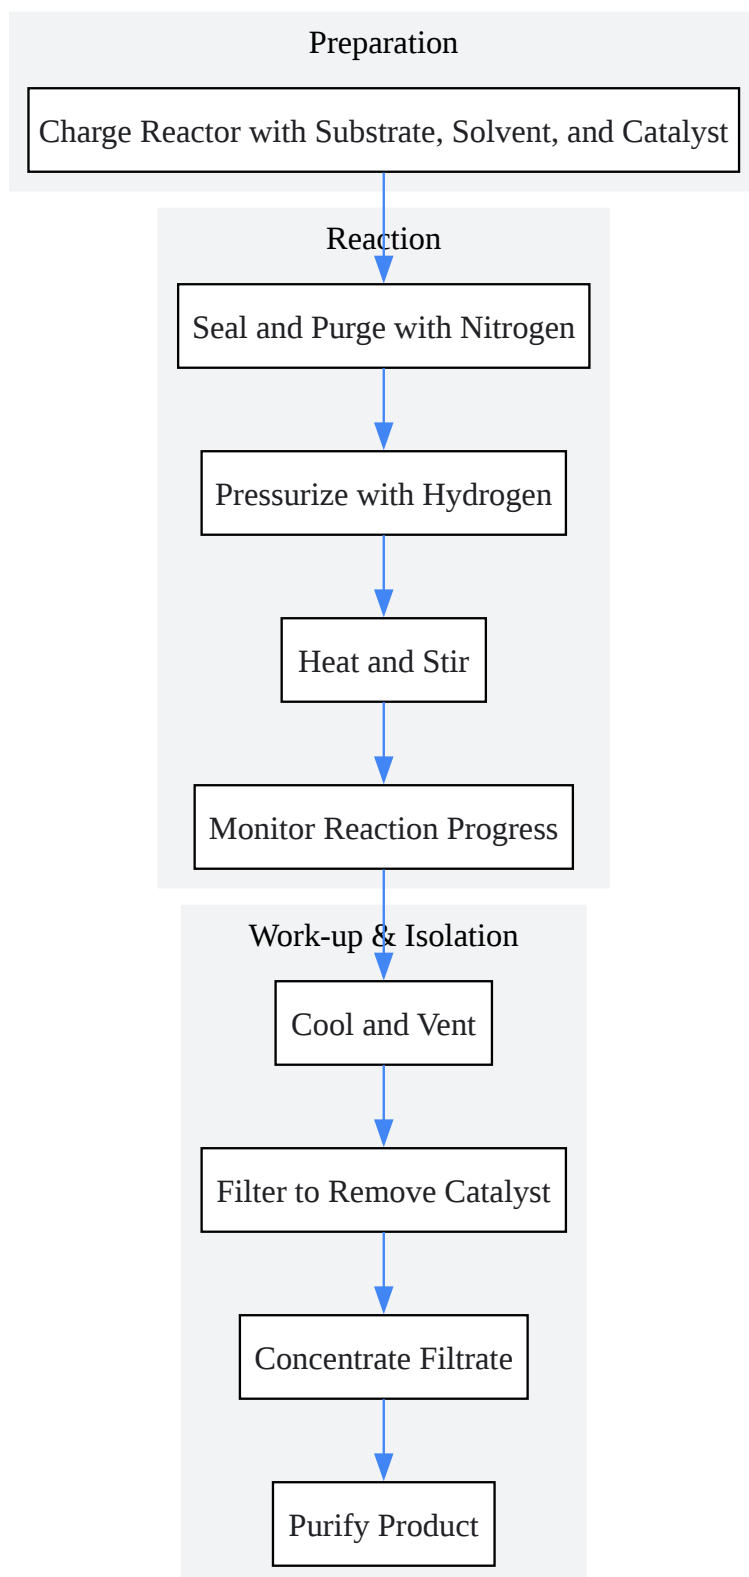 Preparation
Charge Reactor with Substrate, Solvent, and Catalyst
Reaction
Seal and Purge with Nitrogen
Pressurize with Hydrogen
Heat and Stir
Monitor Reaction Progress
Work-up & Isolation
Cool and Vent
Filter to Remove Catalyst
Concentrate Filtrate
Purify Product